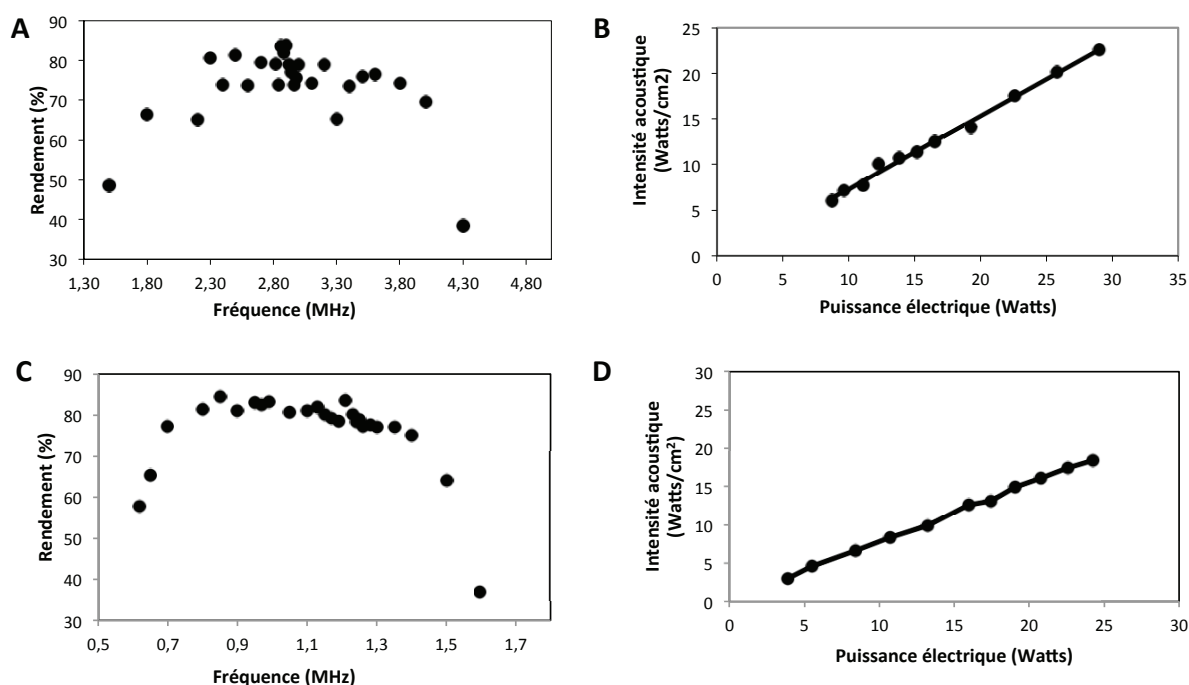 A
90
80
70
60
50
40
30
Rendement (%)
1,30 1,80 2,30 2,80 3,30 3,80 4,30 4,80
Fréquence (MHz)
B
25
20
15
10
5
0
Intensité acoustique
(Watts/cm2)
0 5 10 15 20 25 30 35
Puissance électrique (Watts)
C
90
80
70
60
50
40
30
Rendement (%)
0,5 0,7 0,9 1,1 1,3 1,5 1,7
Fréquence (MHz)
D
30
25
20
15
10
5
0
Intensité acoustique
(Watts/cm²)
0 5 10 15 20 25 30
Puissance électrique (Watts)